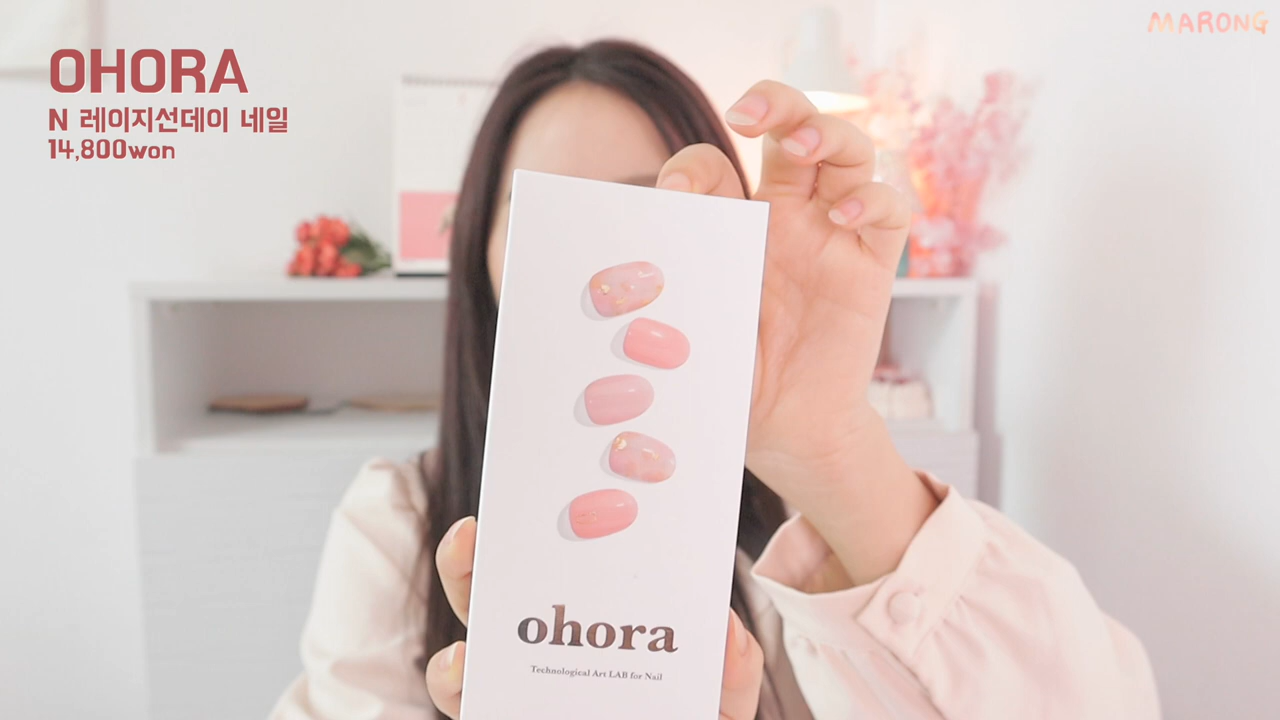 OHORA
N 레이지선데이 네일
14,800won
MARONG
ohora
Technological Art LAB for Nail